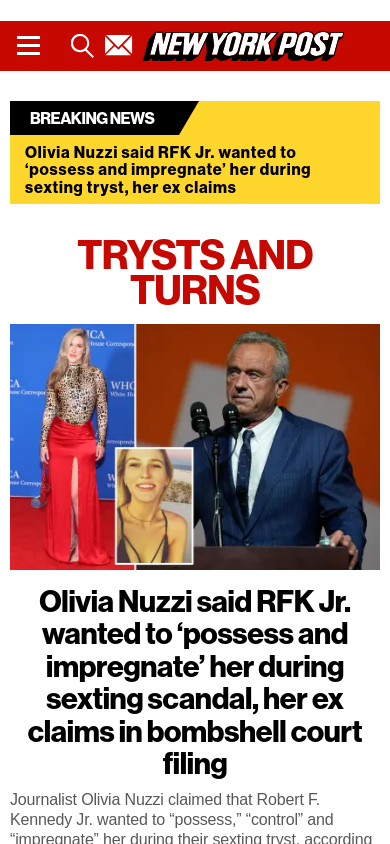 NEW YORK POST
BREAKING NEWS
Olivia Nuzzi said RFK Jr. wanted to
‘possess and impregnate’ her during
sexting tryst, her ex claims
TRYSTS AND
TURNS
Olivia Nuzzi said RFK Jr.
wanted to ‘possess and
impregnate’ her during
sexting scandal, her ex
claims in bombshell court
filing
Journalist Olivia Nuzzi claimed that Robert F.
Kennedy Jr. wanted to “possess,” “control” and
“impregnate” her during their sexting tryst, according